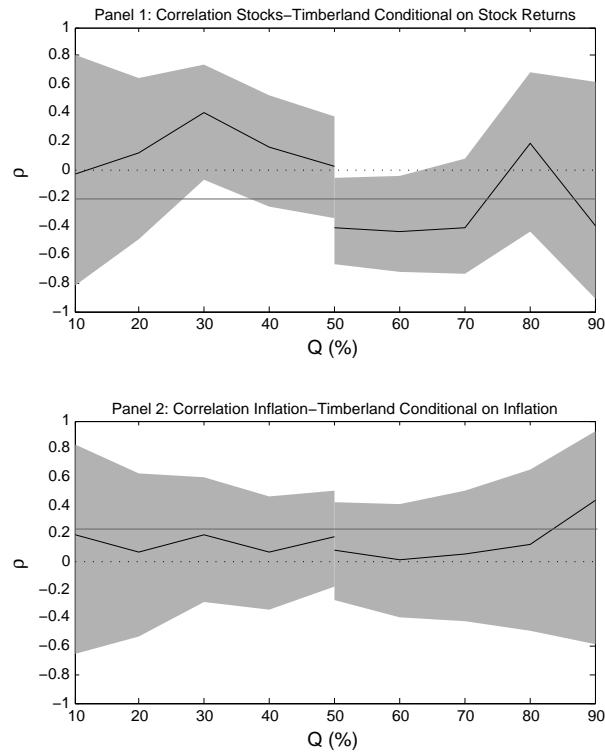 Panel 1: Correlation Stocks−Timberland Conditional on Stock Returns
1
0.8
0.6
0.4
0.2
0
−0.2
−0.4
−0.6
−0.8
−1
10 20 30 40 50 60 70 80 90
ρ
Q (%)
Panel 2: Correlation Inflation−Timberland Conditional on Inflation
1
0.8
0.6
0.4
0.2
0
−0.2
−0.4
−0.6
−0.8
−1
10 20 30 40 50 60 70 80 90
ρ
Q (%)